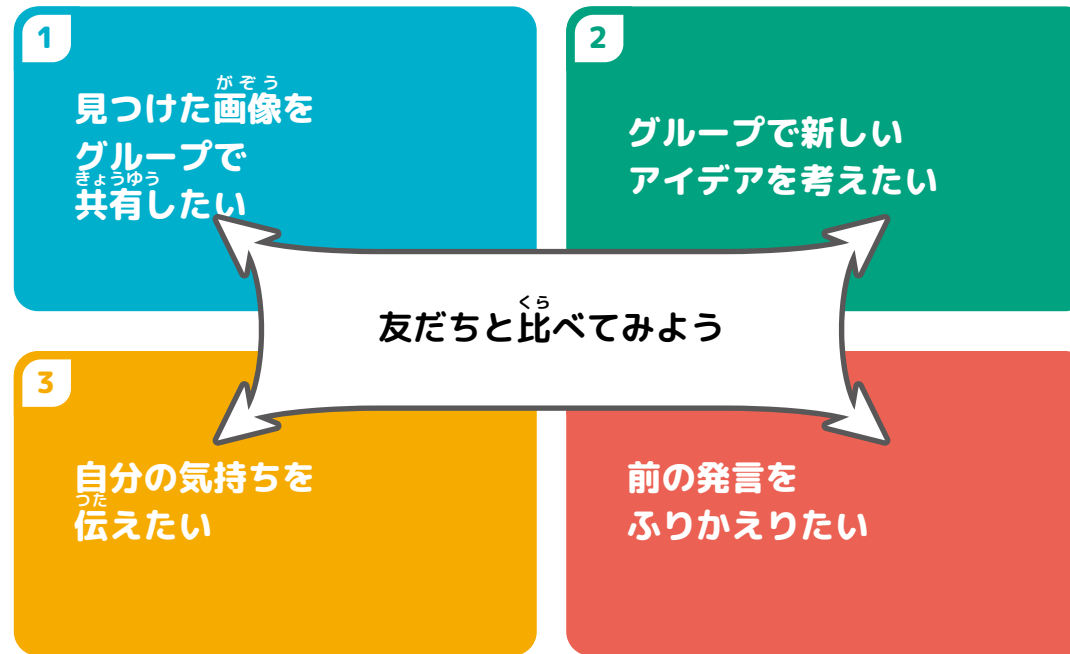 1
見つけた画像を
がぞう
グループで
共有したい
きょうゆう
2
グループで新しい
アイデアを考えたい
友だちと比べてみよう
くら
3
自分の気持ちを
伝えたい
つた
前の発言を
ふりかえりたい